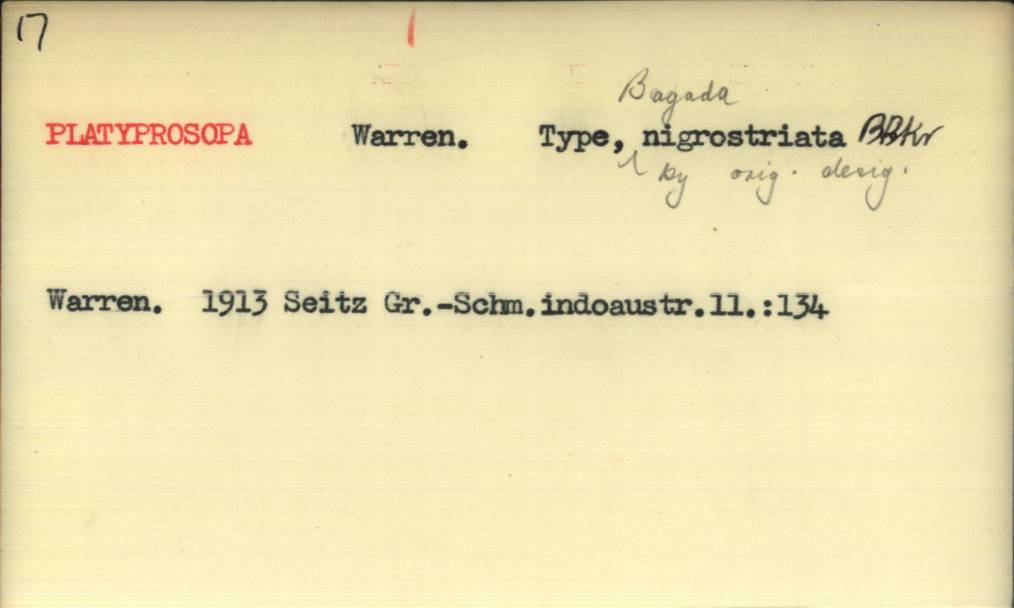 17
Bagada
PLATYPROSOPA Warren. Type, nigrostriata
by orig. desig.
Warren. 1913 Seitz Gr.-Schm.indoaustr.11.:134